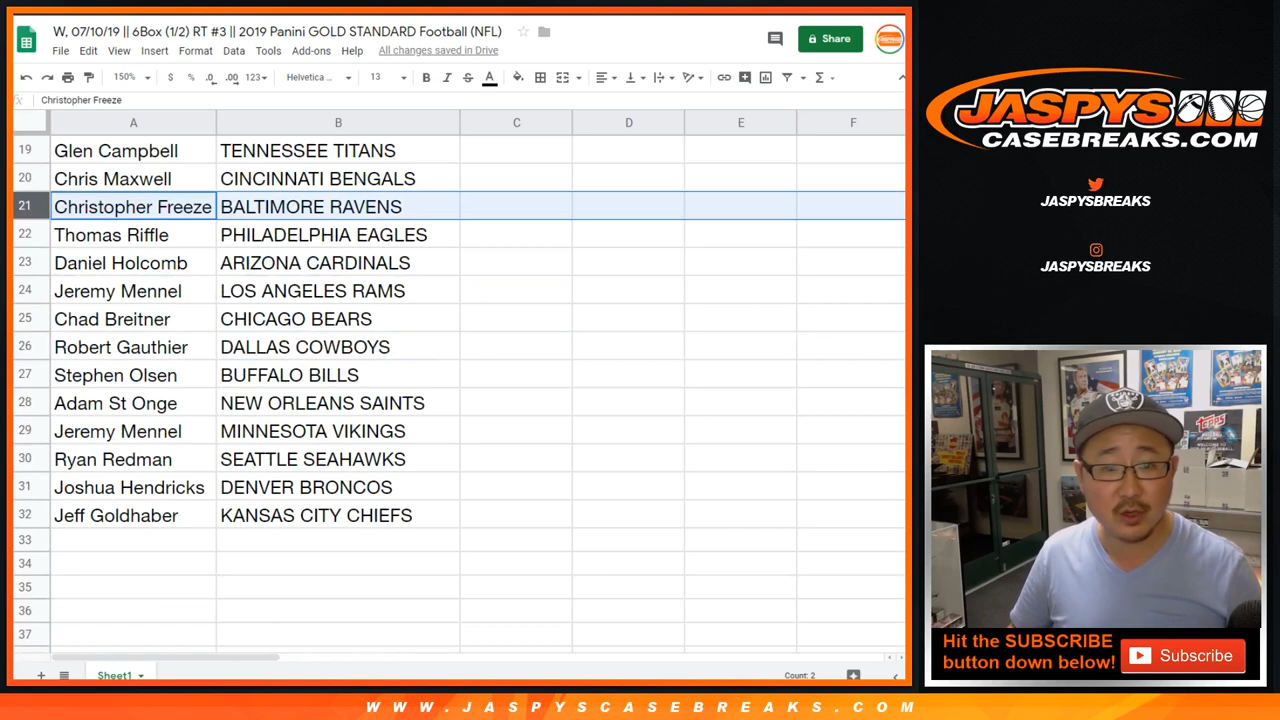 W, 07/10/19 || 6Box (1/2) RT #3 || 2019 Panini GOLD STANDARD Football (NFL)
File Edit View Insert Format Data Tools Add-ons Help All changes saved in Drive
Share
150% $ % .0 .00 123 Helvetica ... 13 B I S A
fx Christopher Freeze
A B C D E F
19 Glen Campbell TENNESSEE TITANS
20 Chris Maxwell CINCINNATI BENGALS
21 Christopher Freeze BALTIMORE RAVENS
22 Thomas Riffle PHILADELPHIA EAGLES
23 Daniel Holcomb ARIZONA CARDINALS
24 Jeremy Mennel LOS ANGELES RAMS
25 Chad Breitner CHICAGO BEARS
26 Robert Gauthier DALLAS COWBOYS
27 Stephen Olsen BUFFALO BILLS
28 Adam St Onge NEW ORLEANS SAINTS
29 Jeremy Mennel MINNESOTA VIKINGS
30 Ryan Redman SEATTLE SEAHAWKS
31 Joshua Hendricks DENVER BRONCOS
32 Jeff Goldhaber KANSAS CITY CHIEFS
33
34
35
36
37
Sheet1
Count: 2
JASPYS
CASEBREAKS.COM
JASPYSBREAKS
JASPYSBREAKS
Topps
Hit the SUBSCRIBE
button down below!
Subscribe
WWW.JASPYSCASEBREAKS.COM